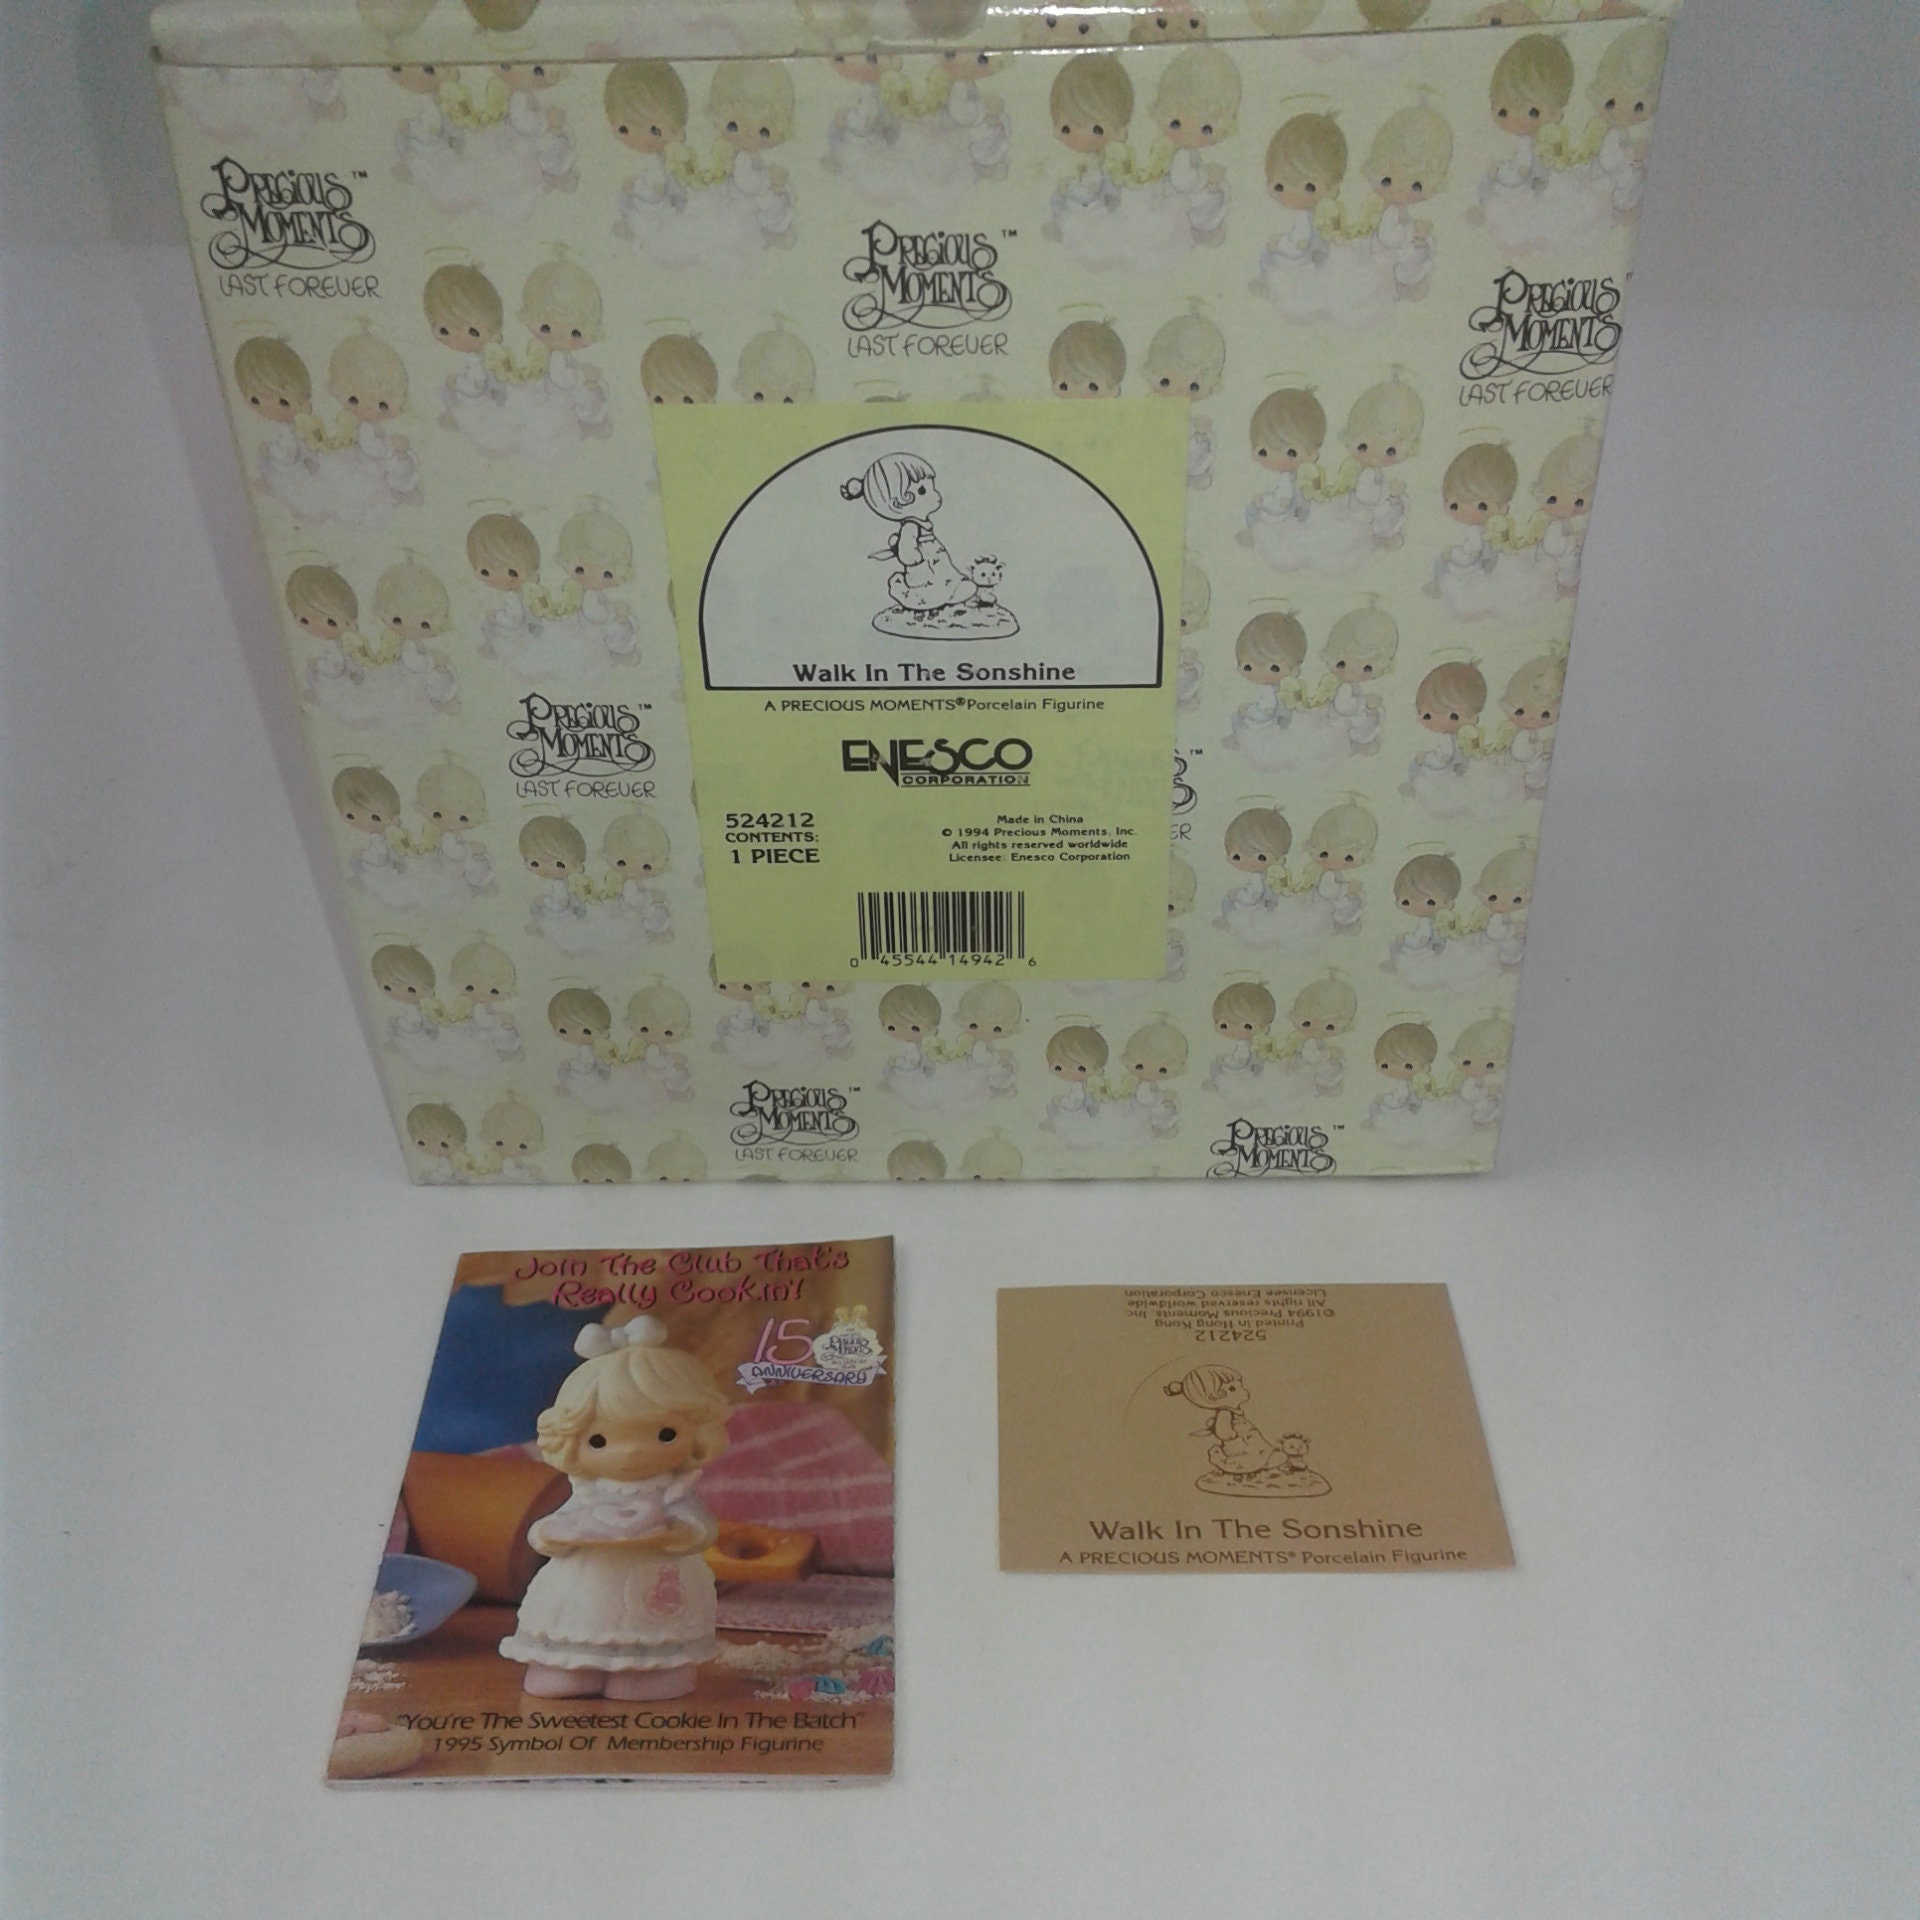 PRECIOUS
MOMENTS™
LAST FOREVER
PRECIOUS
MOMENTS™
LAST FOREVER
PRECIOUS
MOMENTS
LAST FOREVER
Walk In The Sonshine
A PRECIOUS MOMENTS® Porcelain Figurine
PRECIOUS
MOMENTS™
LAST FOREVER
ENESCO
CORPORATION
524212
CONTENTS:
1 PIECE
Made in China
© 1994 Precious Moments, Inc.
All rights reserved worldwide
Licensee: Enesco Corporation
0 45544 14942 6
PRECIOUS
MOMENTS™
LAST FOREVER
PRECIOUS
MOMENTS™
Join The Club That's
Really Cookin'!
15
ANNIVERSARY
"You're The Sweetest Cookie In The Batch"
1995 Symbol Of Membership Figurine
524212
Printed in Hong Kong
©1994 Precious Moments, Inc.
All rights reserved worldwide
Licensee Enesco Corporation
Walk In The Sonshine
A PRECIOUS MOMENTS® Porcelain Figurine